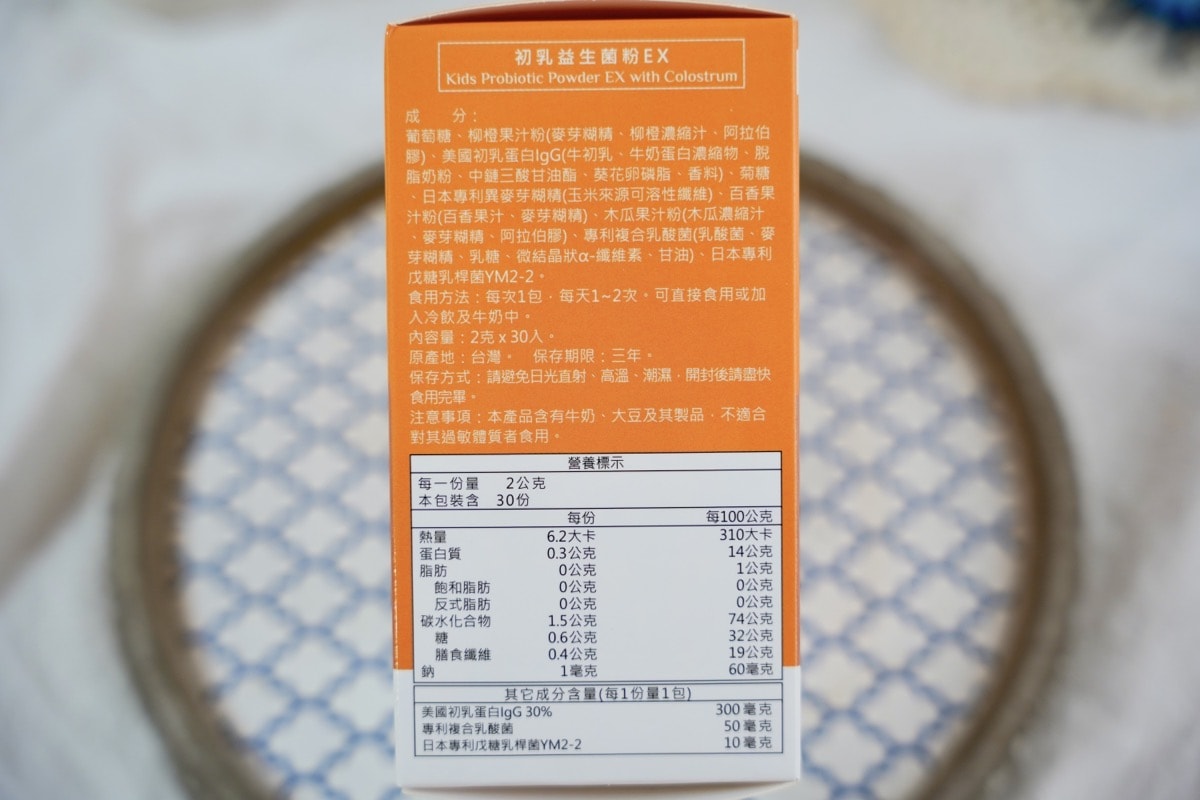 初乳益生菌粉EX
Kids Probiotic Powder EX with Colostrum
成　　分：
葡萄糖、柳橙果汁粉(麥芽糊精、柳橙濃縮汁、阿拉伯
膠)、美國初乳蛋白IgG(牛初乳、牛奶蛋白濃縮物、脫
脂奶粉、中鏈三酸甘油酯、葵花卵磷脂、香料)、菊糖
、日本專利異麥芽糊精(玉米來源可溶性纖維)、百香果
汁粉(百香果汁、麥芽糊精)、木瓜果汁粉(木瓜濃縮汁
、麥芽糊精、阿拉伯膠)、專利複合乳酸菌(乳酸菌、麥
芽糊精、乳糖、微結晶狀α-纖維素、甘油)、日本專利
戊糖乳桿菌YM2-2。
食用方法：每次1包，每天1~2次。可直接食用或加
入冷飲及牛奶中。
內容量：2克 x 30入。
原產地：台灣。　保存期限：三年。
保存方式：請避免日光直射、高溫、潮濕，開封後請盡快
食用完畢。
注意事項：本產品含有牛奶、大豆及其製品，不適合
對其過敏體質者食用。
營養標示
每一份量　2公克
本包裝含　30份
每份　每100公克
熱量　6.2大卡　310大卡
蛋白質　0.3公克　14公克
脂肪　0公克　1公克
飽和脂肪　0公克　0公克
反式脂肪　0公克　0公克
碳水化合物　1.5公克　74公克
糖　0.6公克　32公克
膳食纖維　0.4公克　19公克
鈉　1毫克　60毫克
其它成分含量(每1份量1包)
美國初乳蛋白IgG 30%　300 毫克
專利複合乳酸菌　50 毫克
日本專利戊糖乳桿菌YM2-2　10 毫克